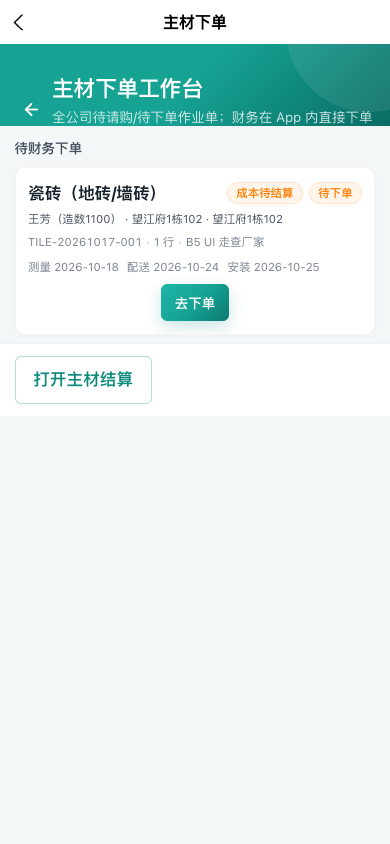 主材下单
主材下单工作台
全公司待请购/待下单作业单；财务在 App 内直接下单
待财务下单
瓷砖（地砖/墙砖）
成本待结算
待下单
王芳（造数1100） · 望江府1栋102 · 望江府1栋102
TILE-20261017-001 · 1 行 · B5 UI 走查厂家
测量 2026-10-18 配送 2026-10-24 安装 2026-10-25
去下单
打开主材结算